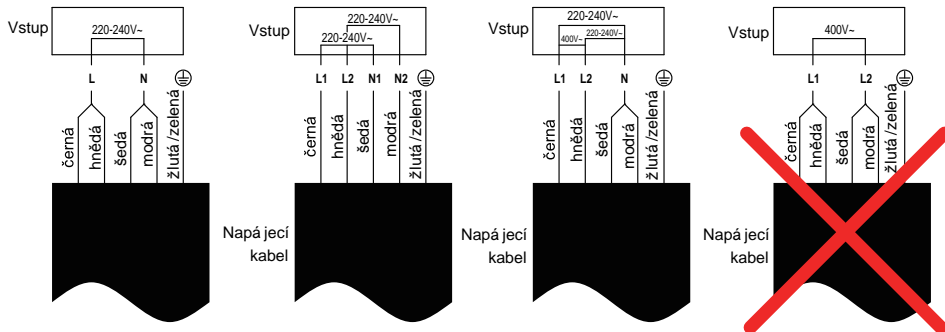 Vstup
220-240V~
L N
černá
hnědá
šedá
modrá
žlutá/zelená
Vstup
220-240V~
220-240V~
L1 L2 N1 N2
černá
hnědá
šedá
modrá
žlutá/zelená
Napá jecí
kabel
Vstup
220-240V~
400V~ 220-240V~
L1 L2 N
černá
hnědá
šedá
modrá
žlutá/zelená
Napá jecí
kabel
Vstup
400V~
L1 L2
černá
hnědá
šedá
modrá
žlutá/zelená
Napá jecí
kabel